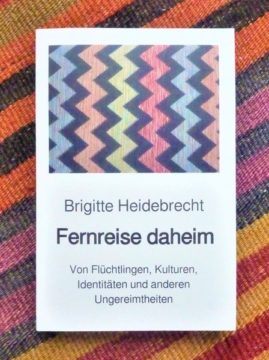 Brigitte Heidebrecht
Fernreise daheim
Von Flüchtlingen, Kulturen,
Identitäten und anderen
Ungereimtheiten